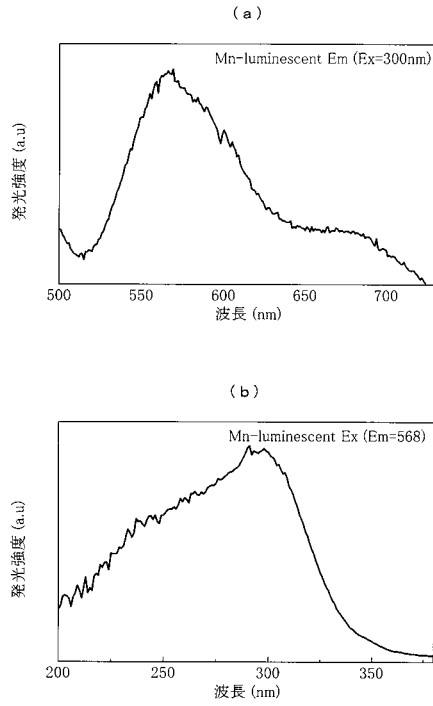 (a)
Mn-luminescent Em (Ex=300nm)
発光強度 (a.u)
500 550 600 650 700
波長 (nm)
(b)
Mn-luminescent Ex (Em=568)
発光強度 (a.u)
200 250 300 350
波長 (nm)